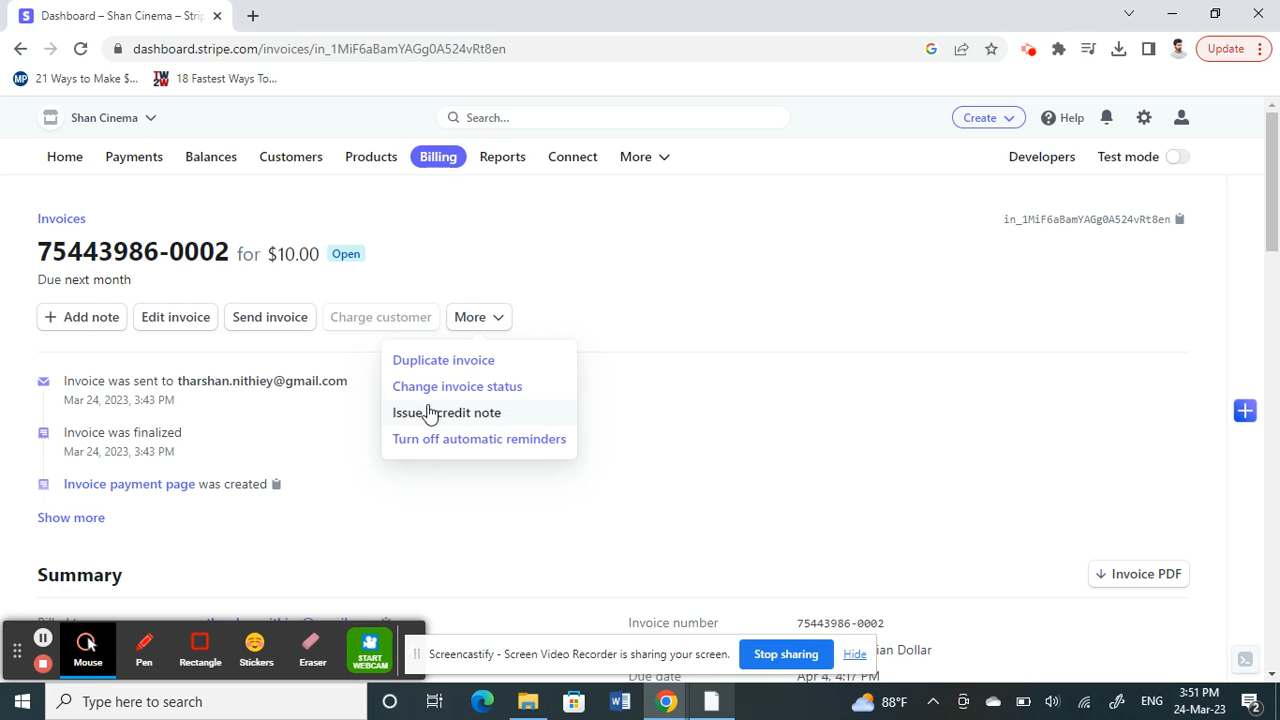 Dashboard – Shan Cinema – Stri
dashboard.stripe.com/invoices/in_1MiF6aBamYAGg0A524vRt8en
Update
MP 21 Ways to Make $...
18 Fastest Ways To...
Shan Cinema
Search...
Create
Help
Home
Payments
Balances
Customers
Products
Billing
Reports
Connect
More
Developers
Test mode
Invoices
in_1MiF6aBamYAGg0A524vRt8en
75443986-0002 for $10.00 Open
Due next month
Add note
Edit invoice
Send invoice
Charge customer
More
Duplicate invoice
Change invoice status
Issue credit note
Turn off automatic reminders
Invoice was sent to tharshan.nithiey@gmail.com
Mar 24, 2023, 3:43 PM
Invoice was finalized
Mar 24, 2023, 3:43 PM
Invoice payment page was created
Show more
Summary
Invoice PDF
Invoice number 75443986-0002
ian Dollar
Due date Apr 4, 4:17 PM
Mouse
Pen
Rectangle
Stickers
Eraser
START WEBCAM
Screencastify - Screen Video Recorder is sharing your screen.
Stop sharing
Hide
Type here to search
88°F
ENG
3:51 PM
24-Mar-23
2